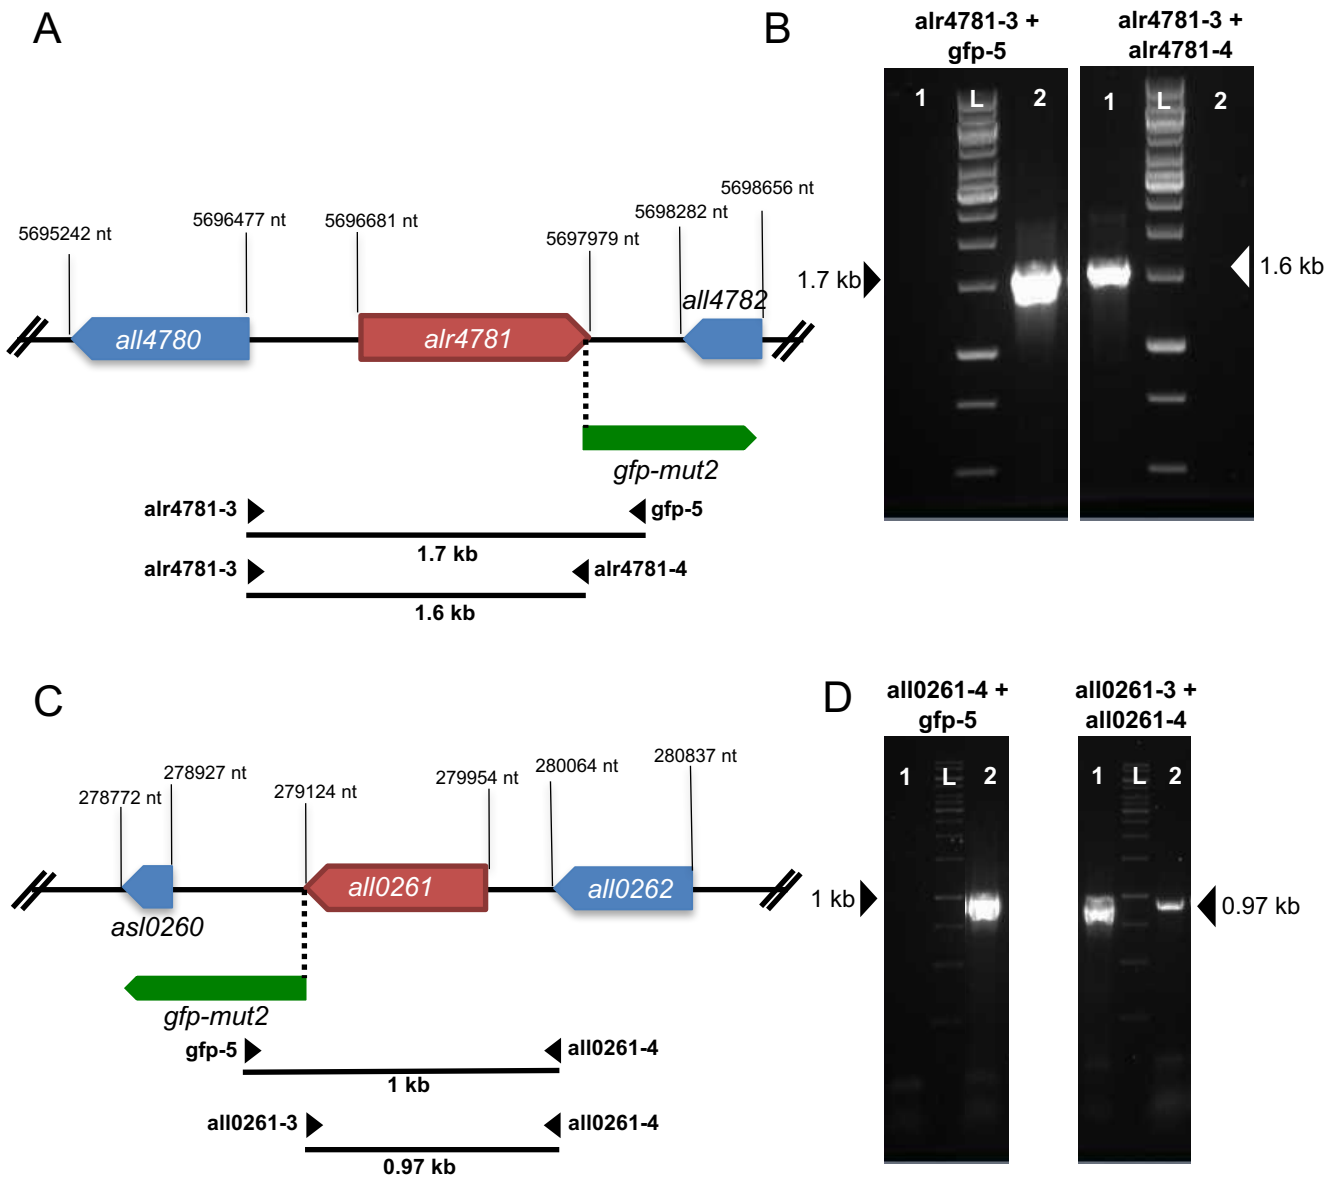 A
5695242 nt
5696477 nt
5696681 nt
5697979 nt
5698282 nt
5698656 nt
all4780
alr4781
all4782
gfp-mut2
alr4781-3
gfp-5
1.7 kb
alr4781-3
alr4781-4
1.6 kb
B
alr4781-3 +
gfp-5
alr4781-3 +
alr4781-4
1
L
2
1
L
2
1.7 kb
1.6 kb
C
278772 nt
278927 nt
279124 nt
279954 nt
280064 nt
280837 nt
asl0260
all0261
all0262
gfp-mut2
gfp-5
all0261-4
1 kb
all0261-3
all0261-4
0.97 kb
D
all0261-4 +
gfp-5
all0261-3 +
all0261-4
1
L
2
1
L
2
1 kb
0.97 kb